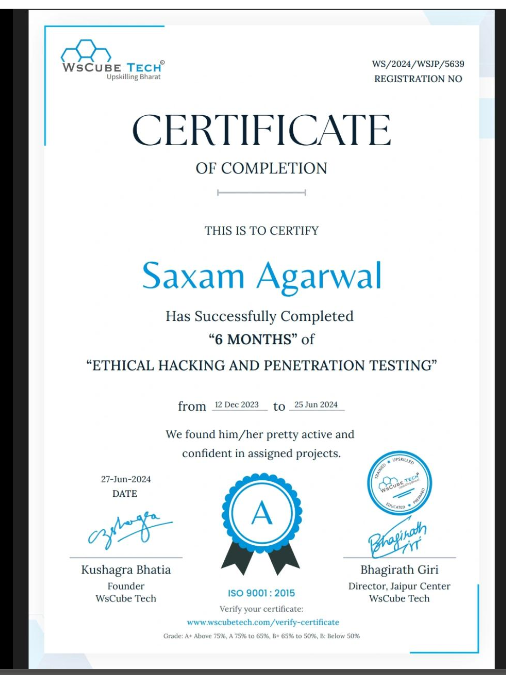 WsCube Tech®
Upskilling Bharat
WS/2024/WSJP/5639
REGISTRATION NO
CERTIFICATE
OF COMPLETION
THIS IS TO CERTIFY
Saxam Agarwal
Has Successfully Completed
“6 MONTHS” of
“ETHICAL HACKING AND PENETRATION TESTING”
from 12 Dec 2023 to 25 Jun 2024
We found him/her pretty active and
confident in assigned projects.
27-Jun-2024
DATE
A
TRAINED UPSKILLED
WsCube Tech
EDUCATED
Bhagirath
Kushagra Bhatia
Founder
WsCube Tech
Bhagirath Giri
Director, Jaipur Center
WsCube Tech
ISO 9001 : 2015
Verify your certificate:
www.wscubetech.com/verify-certificate
Grade: A+ Above 75%, A 75% to 65%, B+ 65% to 50%, B: Below 50%